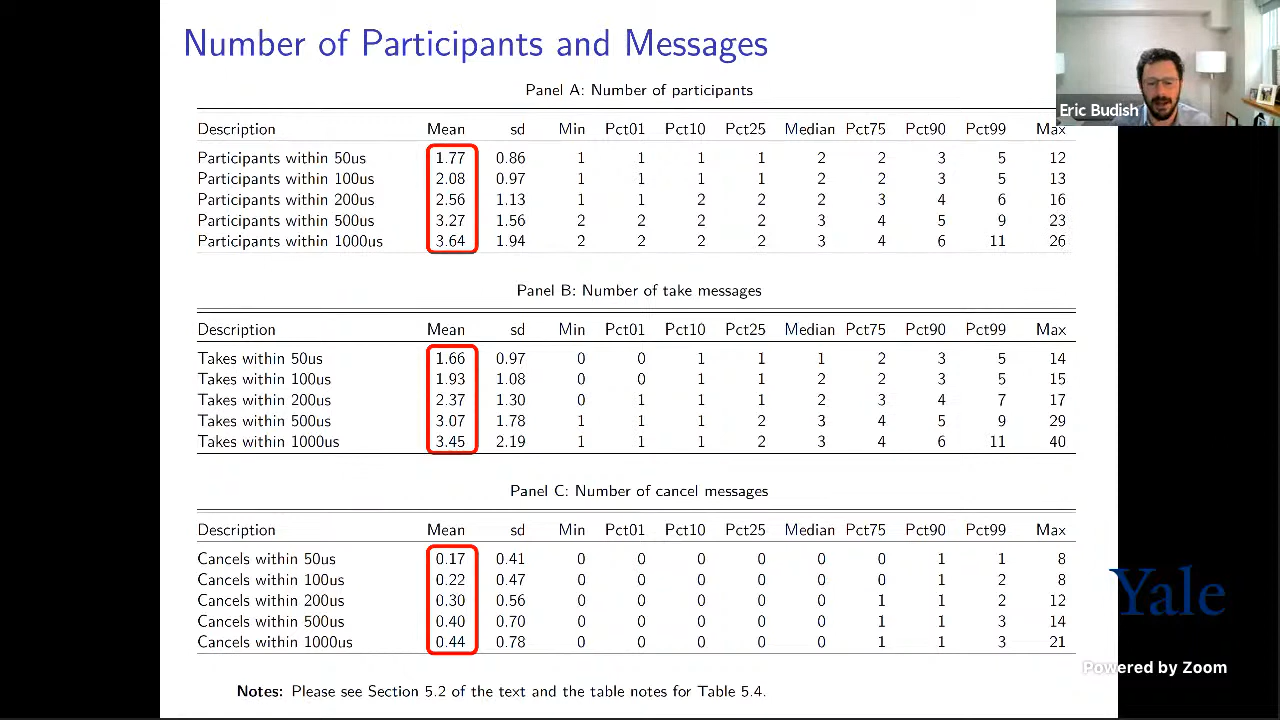 Number of Participants and Messages
Eric Budish
Panel A: Number of participants
Description Mean sd Min Pct01 Pct10 Pct25 Median Pct75 Pct90 Pct99 Max
Participants within 50us 1.77 0.86 1 1 1 1 2 2 3 5 12
Participants within 100us 2.08 0.97 1 1 1 1 2 2 3 5 13
Participants within 200us 2.56 1.13 1 1 2 2 2 3 4 6 16
Participants within 500us 3.27 1.56 2 2 2 2 3 4 5 9 23
Participants within 1000us 3.64 1.94 2 2 2 2 3 4 6 11 26
Panel B: Number of take messages
Description Mean sd Min Pct01 Pct10 Pct25 Median Pct75 Pct90 Pct99 Max
Takes within 50us 1.66 0.97 0 0 1 1 1 2 3 5 14
Takes within 100us 1.93 1.08 0 0 1 1 2 2 3 5 15
Takes within 200us 2.37 1.30 0 1 1 1 2 3 4 7 17
Takes within 500us 3.07 1.78 1 1 1 2 3 4 5 9 29
Takes within 1000us 3.45 2.19 1 1 1 2 3 4 6 11 40
Panel C: Number of cancel messages
Description Mean sd Min Pct01 Pct10 Pct25 Median Pct75 Pct90 Pct99 Max
Cancels within 50us 0.17 0.41 0 0 0 0 0 0 1 1 8
Cancels within 100us 0.22 0.47 0 0 0 0 0 0 1 2 8
Cancels within 200us 0.30 0.56 0 0 0 0 0 1 1 2 12
Cancels within 500us 0.40 0.70 0 0 0 0 0 1 1 3 14
Cancels within 1000us 0.44 0.78 0 0 0 0 0 1 1 3 21
Yale
Powered by Zoom
Notes: Please see Section 5.2 of the text and the table notes for Table 5.4.